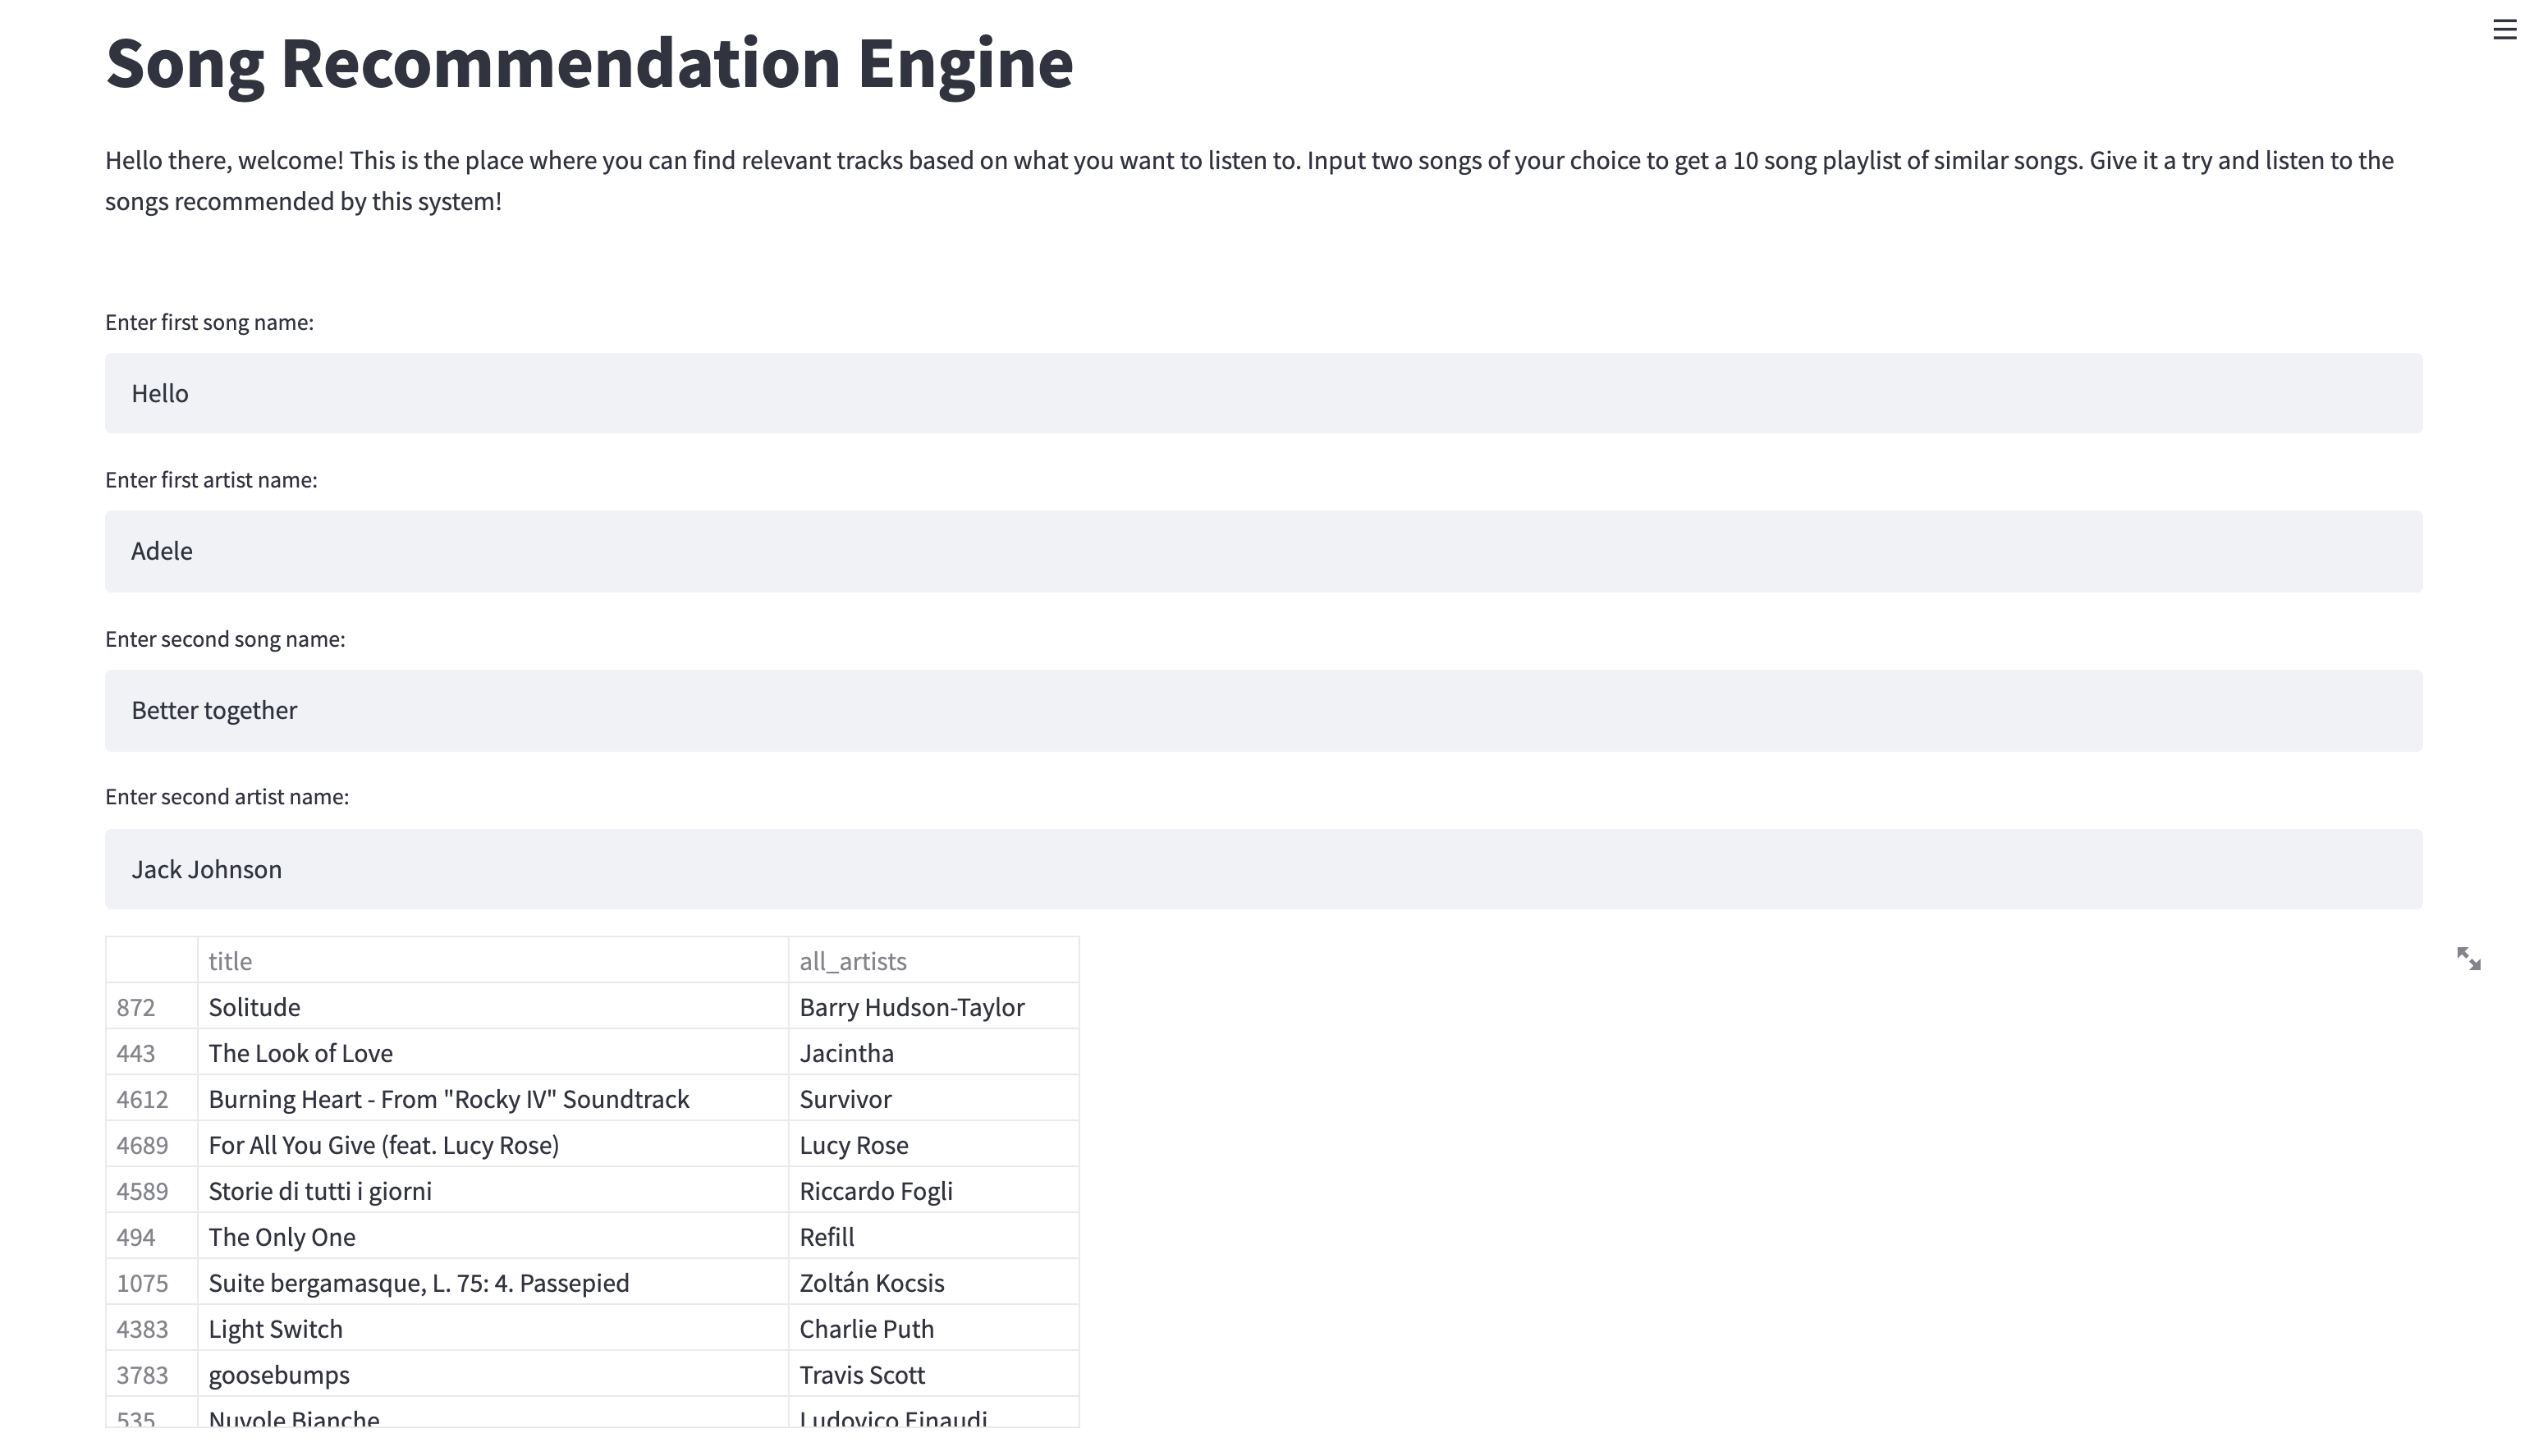 Song Recommendation Engine
Hello there, welcome! This is the place where you can find relevant tracks based on what you want to listen to. Input two songs of your choice to get a 10 song playlist of similar songs. Give it a try and listen to the
songs recommended by this system!
Enter first song name:
Hello
Enter first artist name:
Adele
Enter second song name:
Better together
Enter second artist name:
Jack Johnson
title all_artists
872 Solitude Barry Hudson-Taylor
443 The Look of Love Jacintha
4612 Burning Heart - From "Rocky IV" Soundtrack Survivor
4689 For All You Give (feat. Lucy Rose) Lucy Rose
4589 Storie di tutti i giorni Riccardo Fogli
494 The Only One Refill
1075 Suite bergamasque, L. 75: 4. Passepied Zoltán Kocsis
4383 Light Switch Charlie Puth
3783 goosebumps Travis Scott
535 Nuvole Bianche Ludovico Einaudi